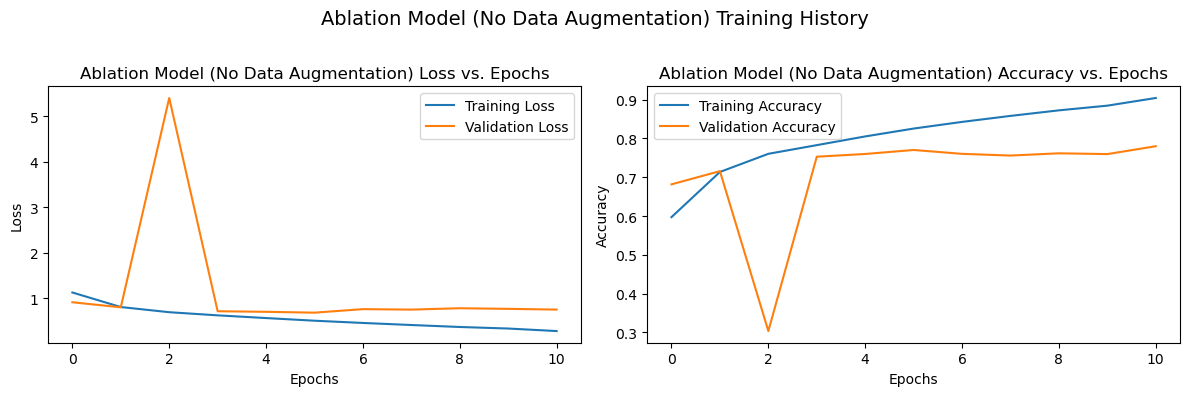 Ablation Model (No Data Augmentation) Training History
Ablation Model (No Data Augmentation) Loss vs. Epochs
Training Loss
Validation Loss
5
4
3
2
1
Loss
0
2
4
6
8
10
Epochs
Ablation Model (No Data Augmentation) Accuracy vs. Epochs
Training Accuracy
Validation Accuracy
0.9
0.8
0.7
0.6
0.5
0.4
0.3
Accuracy
0
2
4
6
8
10
Epochs